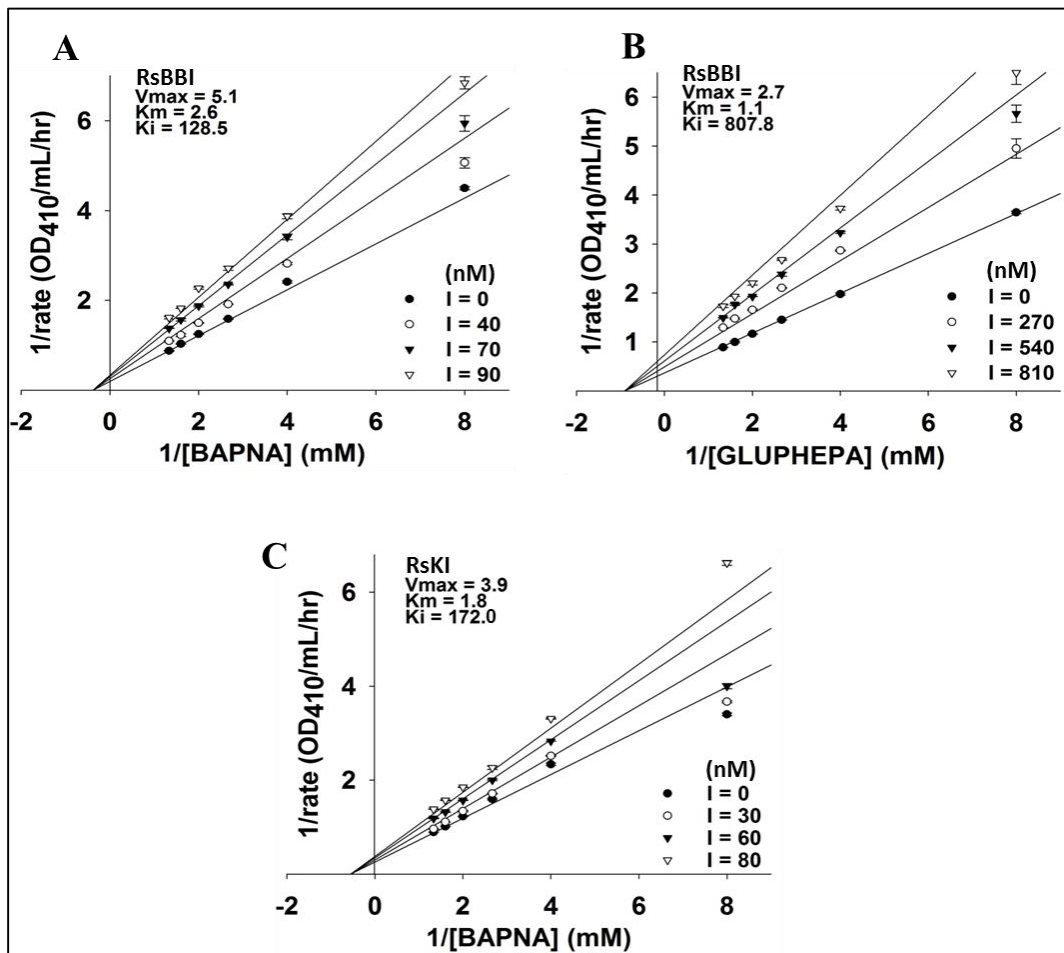 A
RsBBI
Vmax = 5.1
Km = 2.6
Ki = 128.5
1/rate (OD410/mL/hr)
6
4
2
(nM)
I = 0
I = 40
I = 70
I = 90
-2 0 2 4 6 8
1/[BAPNA] (mM)
B
RsBBI
Vmax = 2.7
Km = 1.1
Ki = 807.8
1/rate (OD410/mL/hr)
6
5
4
3
2
1
(nM)
I = 0
I = 270
I = 540
I = 810
-2 0 2 4 6 8
1/[GLUPHEPA] (mM)
C
RsKI
Vmax = 3.9
Km = 1.8
Ki = 172.0
1/rate (OD410/mL/hr)
6
4
2
(nM)
I = 0
I = 30
I = 60
I = 80
-2 0 2 4 6 8
1/[BAPNA] (mM)